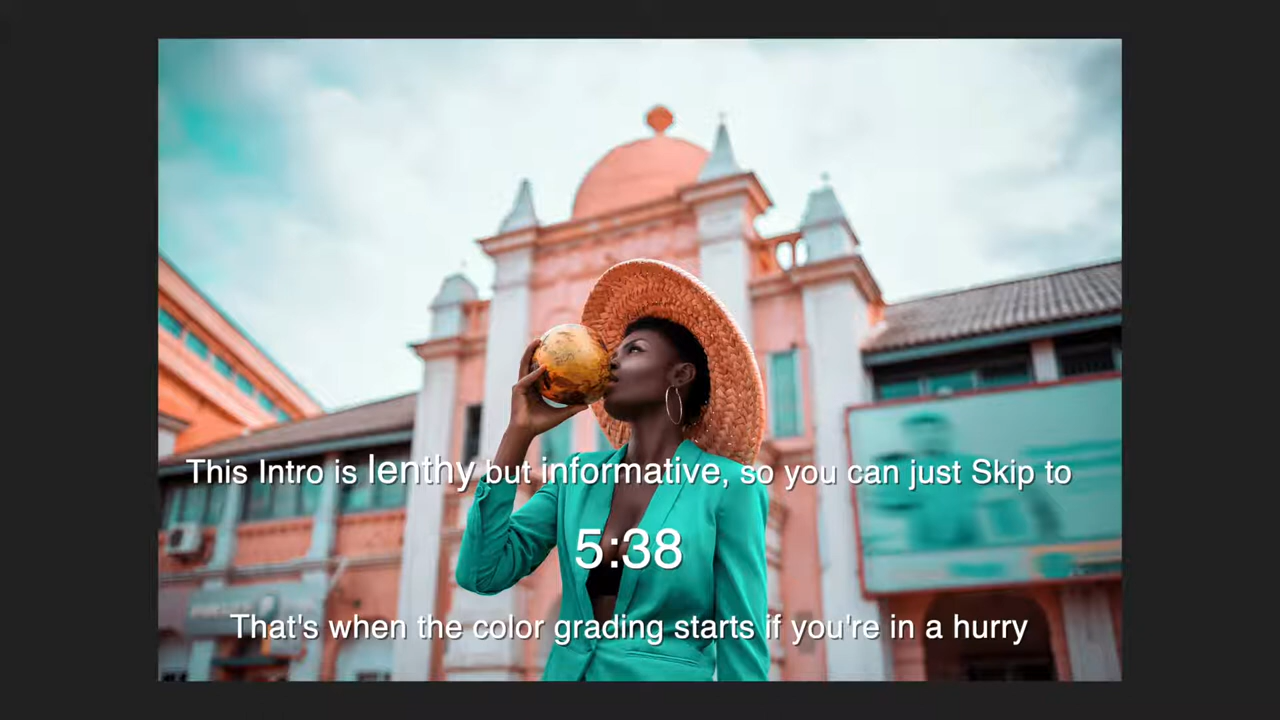 This Intro is lenthy but informative, so you can just Skip to
5:38
That's when the color grading starts if you're in a hurry